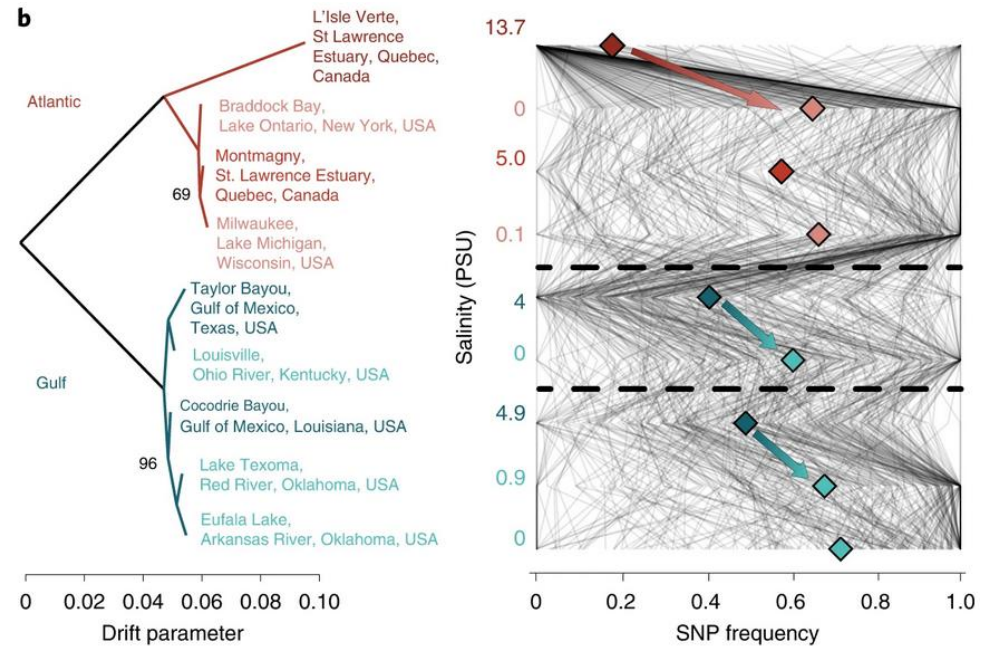 b
L'Isle Verte,
St Lawrence
Estuary, Quebec,
Canada
Atlantic
Braddock Bay,
Lake Ontario, New York, USA
Montmagny,
St. Lawrence Estuary,
Quebec, Canada
69
Milwaukee,
Lake Michigan,
Wisconsin, USA
Taylor Bayou,
Gulf of Mexico,
Texas, USA
Louisville,
Ohio River, Kentucky, USA
Gulf
Cocodrie Bayou,
Gulf of Mexico, Louisiana, USA
96
Lake Texoma,
Red River, Oklahoma, USA
Eufala Lake,
Arkansas River, Oklahoma, USA
0 0.02 0.04 0.06 0.08 0.10
Drift parameter
Salinity (PSU)
13.7
0
5.0
0.1
4
0
4.9
0.9
0
0 0.2 0.4 0.6 0.8 1.0
SNP frequency